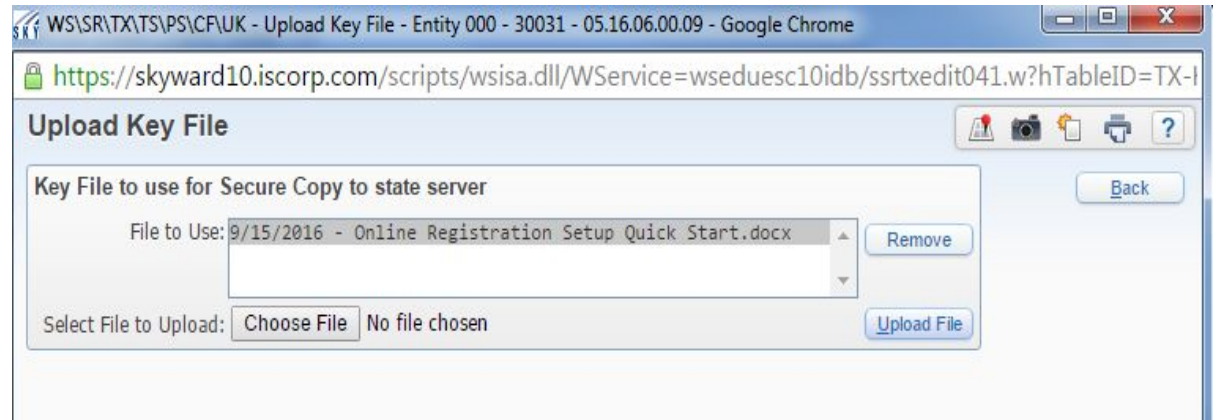 SKY WS\SR\TX\TS\PS\CF\UK - Upload Key File - Entity 000 - 30031 - 05.16.06.00.09 - Google Chrome
https://skyward10.iscorp.com/scripts/wsisa.dll/WService=wseduesc10idb/ssrtxedit041.w?hTableID=TX-
Upload Key File ?
Key File to use for Secure Copy to state server
Back
File to Use: 9/15/2016 - Online Registration Setup Quick Start.docx
Remove
Select File to Upload: Choose File No file chosen Upload File